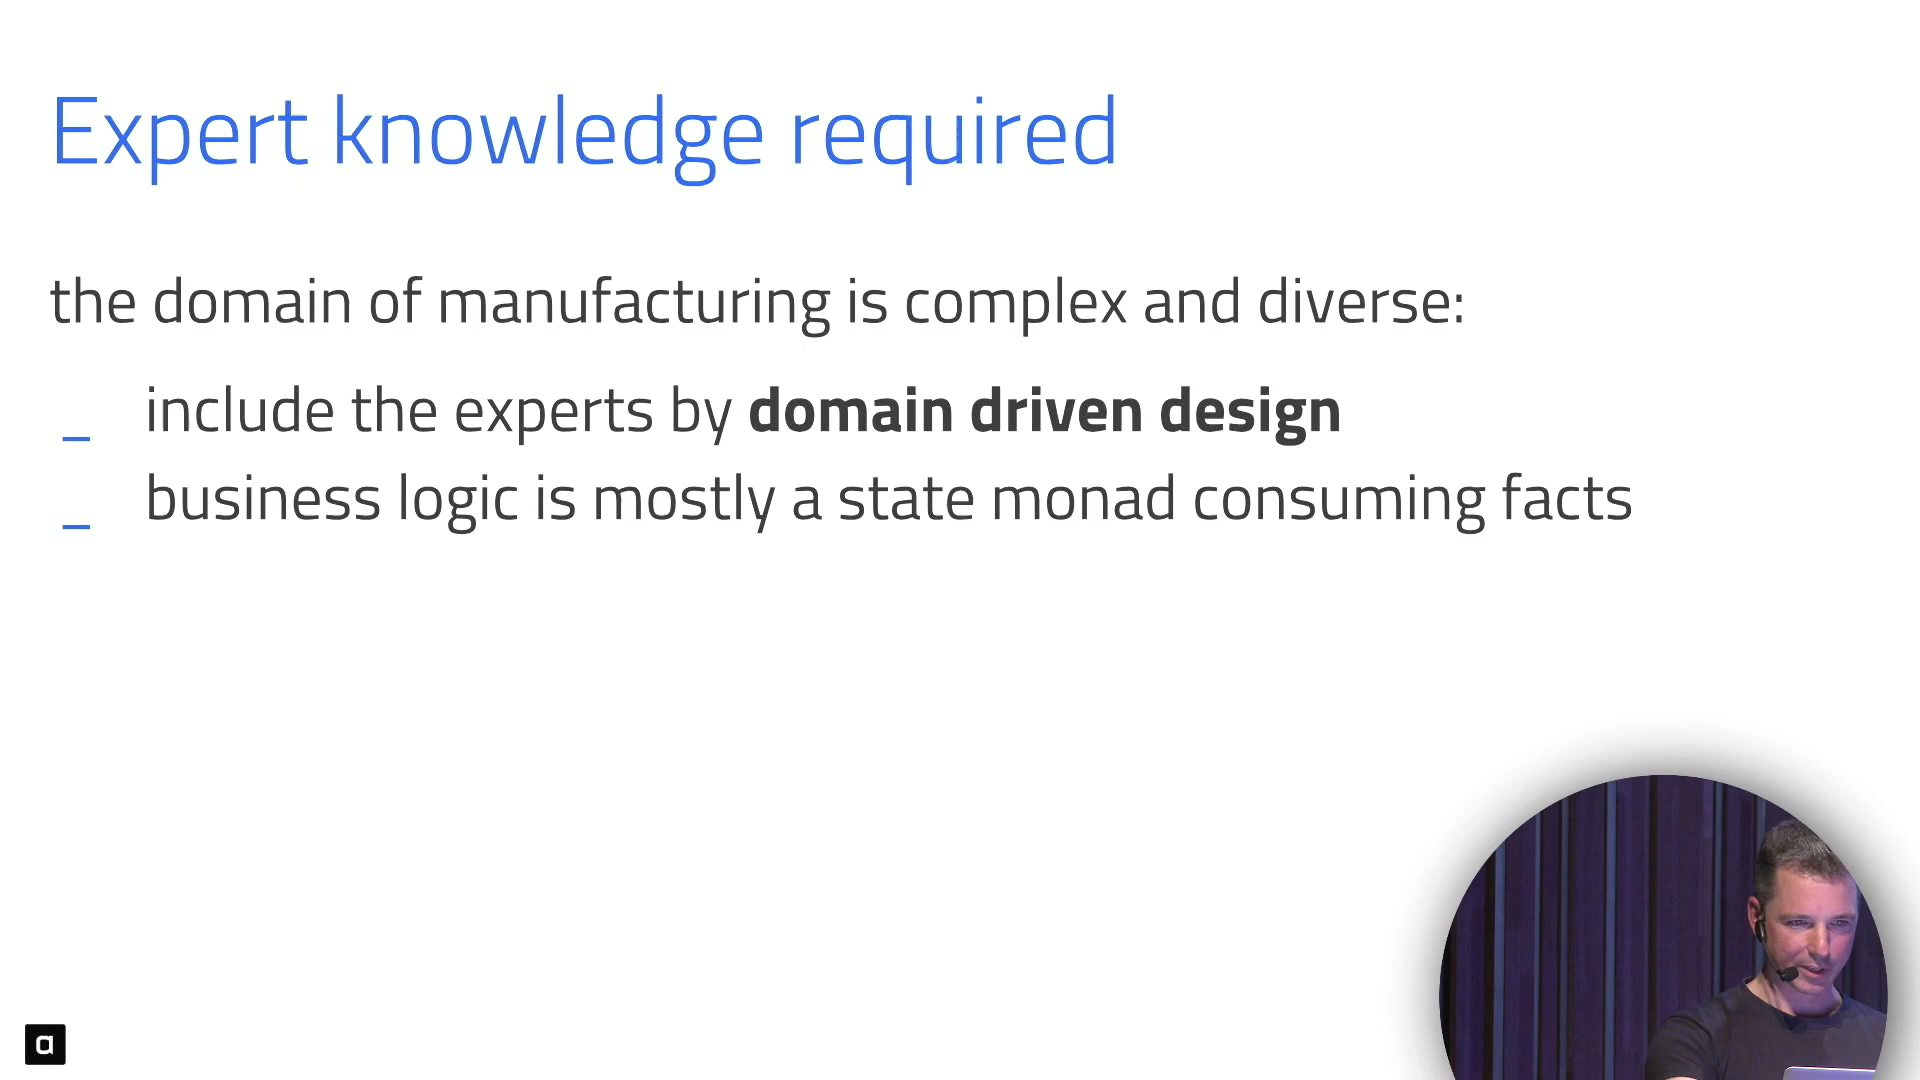 Expert knowledge required
the domain of manufacturing is complex and diverse:
_ include the experts by domain driven design
_ business logic is mostly a state monad consuming facts
a